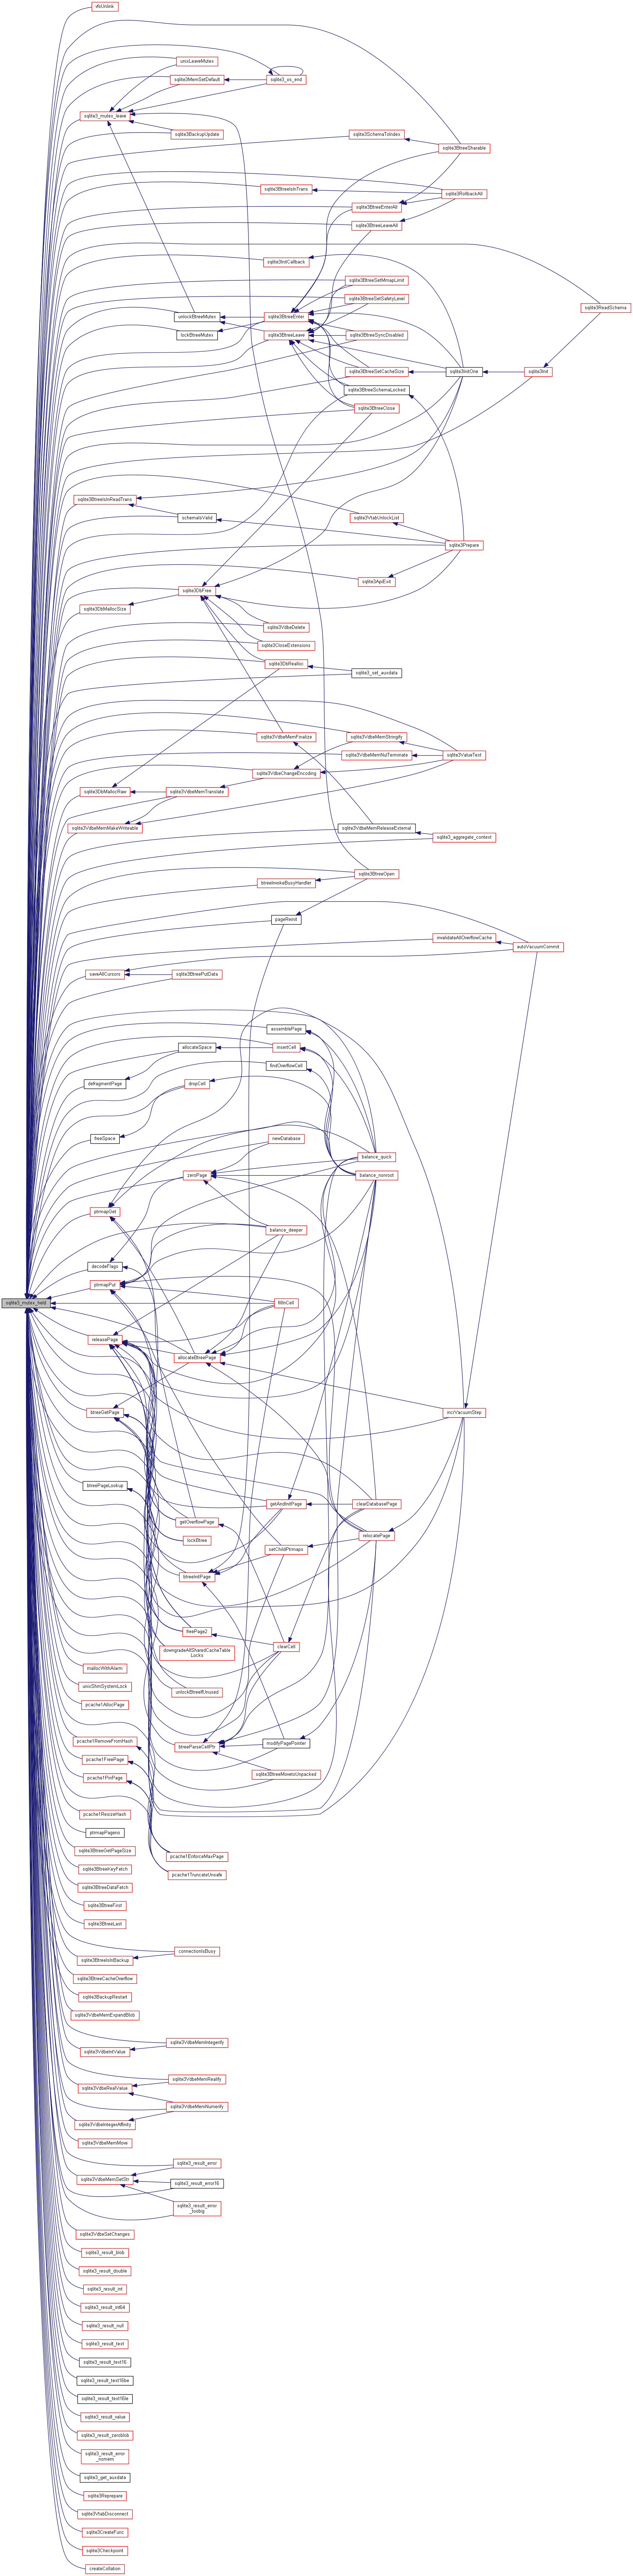 vfsUnlink
unixLeaveMutex
sqlite3MemSetDefault
sqlite3_os_end
sqlite3_mutex_leave
sqlite3BackupUpdate
sqlite3SchemaToIndex
sqlite3BtreeSharable
sqlite3BtreeIsInTrans
sqlite3RollbackAll
sqlite3BtreeEnterAll
sqlite3BtreeLeaveAll
sqlite3InitCallback
sqlite3BtreeSetMmapLimit
sqlite3BtreeSetSafetyLevel
sqlite3ReadSchema
unlockBtreeMutex
sqlite3BtreeEnter
lockBtreeMutex
sqlite3BtreeLeave
sqlite3BtreeSyncDisabled
sqlite3BtreeSetCacheSize
sqlite3InitOne
sqlite3Init
sqlite3BtreeSchemaLocked
sqlite3BtreeClose
sqlite3BtreeIsInReadTrans
schemaIsValid
sqlite3VtabUnlockList
sqlite3Prepare
sqlite3ApiExit
sqlite3DbFree
sqlite3DbMallocSize
sqlite3VdbeDelete
sqlite3CloseExtensions
sqlite3DbRealloc
sqlite3_set_auxdata
sqlite3VdbeMemFinalize
sqlite3VdbeMemStringify
sqlite3VdbeMemNulTerminate
sqlite3ValueText
sqlite3VdbeChangeEncoding
sqlite3DbMallocRaw
sqlite3VdbeMemTranslate
sqlite3VdbeMemMakeWriteable
sqlite3VdbeMemReleaseExternal
sqlite3_aggregate_context
sqlite3BtreeOpen
btreeInvokeBusyHandler
pageReinit
invalidateAllOverflowCache
autoVacuumCommit
saveAllCursors
sqlite3BtreePutData
assemblePage
allocateSpace
insertCell
findOverflowCell
defragmentPage
dropCell
freeSpace
newDatabase
balance_quick
zeroPage
balance_nonroot
ptrmapGet
balance_deeper
decodeFlags
ptrmapPut
sqlite3_mutex_held
fillInCell
releasePage
allocateBtreePage
btreeGetPage
incrVacuumStep
btreePageLookup
getAndInitPage
clearDatabasePage
getOverflowPage
relocatePage
lockBtree
setChildPtrmaps
btreeInitPage
freePage2
clearCell
downgradeAllSharedCacheTable
Locks
mallocWithAlarm
unixShmSystemLock
unlockBtreeIfUnused
pcache1AllocPage
pcache1RemoveFromHash
btreeParseCellPtr
modifyPagePointer
pcache1FreePage
pcache1PinPage
sqlite3BtreeMovetoUnpacked
pcache1ResizeHash
ptrmapPageno
sqlite3BtreeGetPageSize
pcache1EnforceMaxPage
sqlite3BtreeKeyFetch
pcache1TruncateUnsafe
sqlite3BtreeDataFetch
sqlite3BtreeFirst
sqlite3BtreeLast
connectionIsBusy
sqlite3BtreeIsInBackup
sqlite3BtreeCacheOverflow
sqlite3BackupRestart
sqlite3VdbeMemExpandBlob
sqlite3VdbeMemIntegerify
sqlite3VdbeIntValue
sqlite3VdbeMemRealify
sqlite3VdbeRealValue
sqlite3VdbeMemNumerify
sqlite3VdbeIntegerAffinity
sqlite3VdbeMemMove
sqlite3_result_error
sqlite3VdbeMemSetStr
sqlite3_result_error16
sqlite3_result_error
_toobig
sqlite3VdbeSetChanges
sqlite3_result_blob
sqlite3_result_double
sqlite3_result_int
sqlite3_result_int64
sqlite3_result_null
sqlite3_result_text
sqlite3_result_text16
sqlite3_result_text16be
sqlite3_result_text16le
sqlite3_result_value
sqlite3_result_zeroblob
sqlite3_result_error
_nomem
sqlite3_get_auxdata
sqlite3Reprepare
sqlite3VtabDisconnect
sqlite3CreateFunc
sqlite3Checkpoint
createCollation